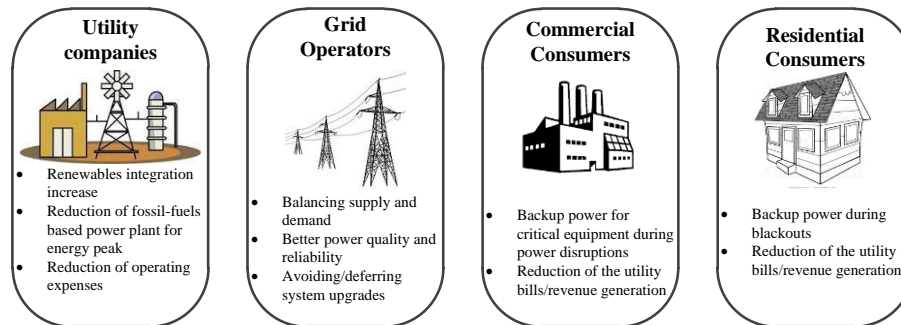 Utility
companies
• Renewables integration
increase
• Reduction of fossil-fuels
based power plant for
energy peak
• Reduction of operating
expenses
Grid
Operators
• Balancing supply and
demand
• Better power quality and
reliability
• Avoiding/deferring
system upgrades
Commercial
Consumers
• Backup power for
critical equipment during
power disruptions
• Reduction of the utility
bills/revenue generation
Residential
Consumers
• Backup power during
blackouts
• Reduction of the utility
bills/revenue generation